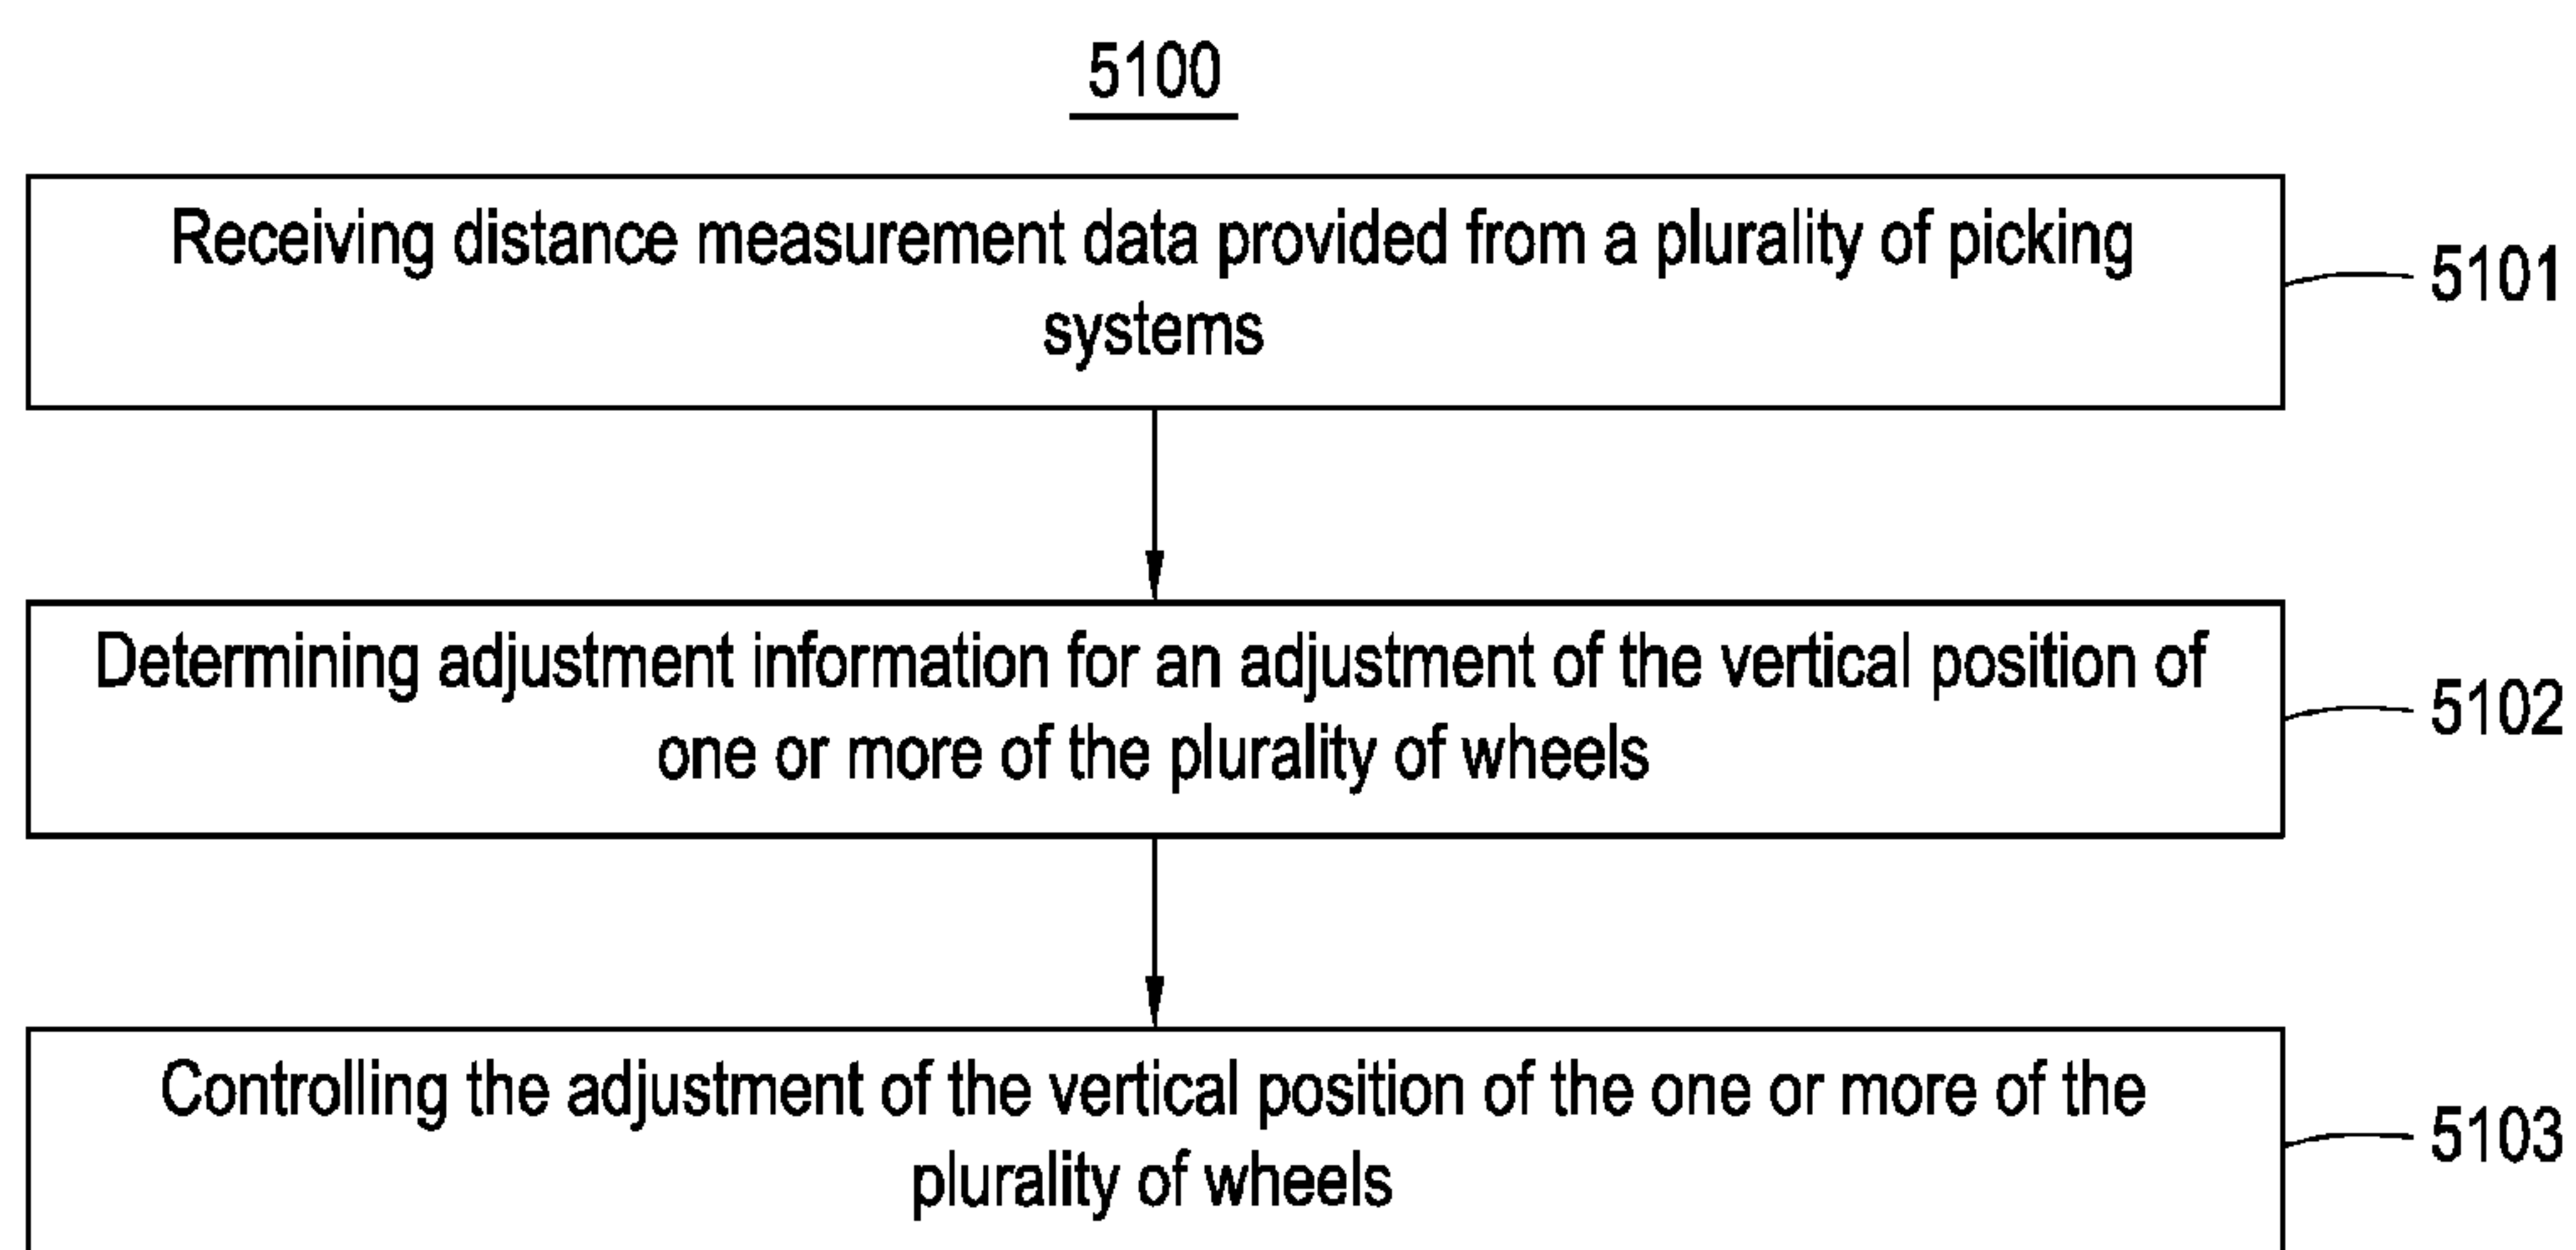 5100
Receiving distance measurement data provided from a plurality of picking
systems
5101
Determining adjustment information for an adjustment of the vertical position of
one or more of the plurality of wheels
5102
Controlling the adjustment of the vertical position of the one or more of the
plurality of wheels
5103